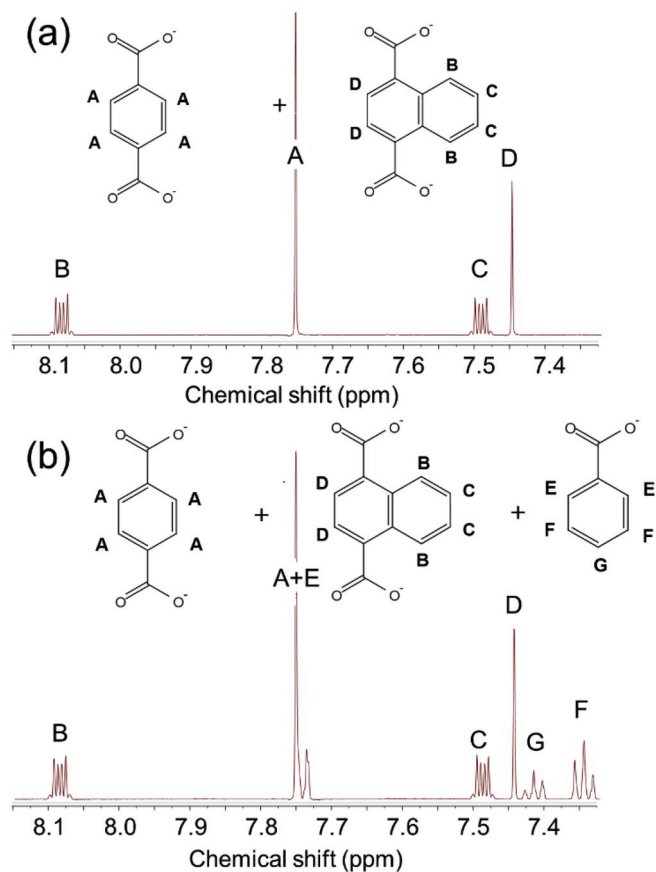 (a)
O
O-
A
A
A
A
O
O-
+
A
O
O-
D
D
B
C
C
B
O
O-
D
B
C
8.1 8.0 7.9 7.8 7.7 7.6 7.5 7.4
Chemical shift (ppm)
(b)
O
O-
A
A
A
A
O
O-
+
A+E
O
O-
D
D
B
C
C
B
O
O-
+
O
O-
E
E
F
F
G
D
B
C
G
F
8.1 8.0 7.9 7.8 7.7 7.6 7.5 7.4
Chemical shift (ppm)